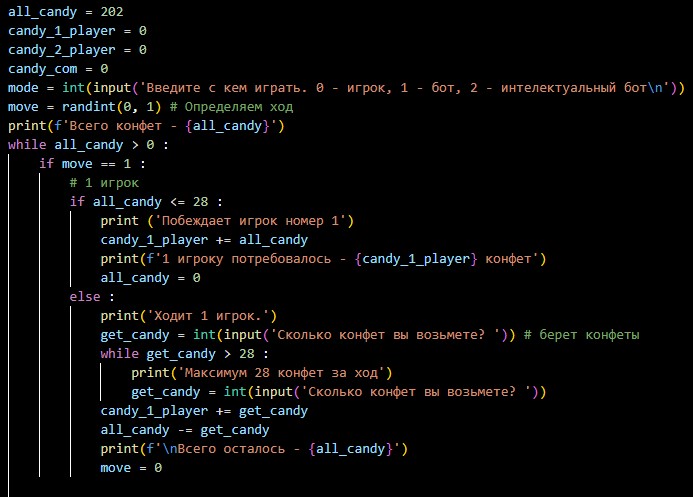 all_candy = 202
candy_1_player = 0
candy_2_player = 0
candy_com = 0
mode = int(input('Введите с кем играть. 0 - игрок, 1 - бот, 2 - интелектуальный бот\n'))
move = randint(0, 1) # Определяем ход
print(f'Всего конфет - {all_candy}')
while all_candy > 0 :
    if move == 1 :
        # 1 игрок
        if all_candy <= 28 :
            print ('Побеждает игрок номер 1')
            candy_1_player += all_candy
            print(f'1 игроку потребовалось - {candy_1_player} конфет')
            all_candy = 0
        else :
            print('Ходит 1 игрок.')
            get_candy = int(input('Сколько конфет вы возьмете? ')) # берет конфеты
            while get_candy > 28 :
                print('Максимум 28 конфет за ход')
                get_candy = int(input('Сколько конфет вы возьмете? '))
            candy_1_player += get_candy
            all_candy -= get_candy
            print(f'\nВсего осталось - {all_candy}')
            move = 0